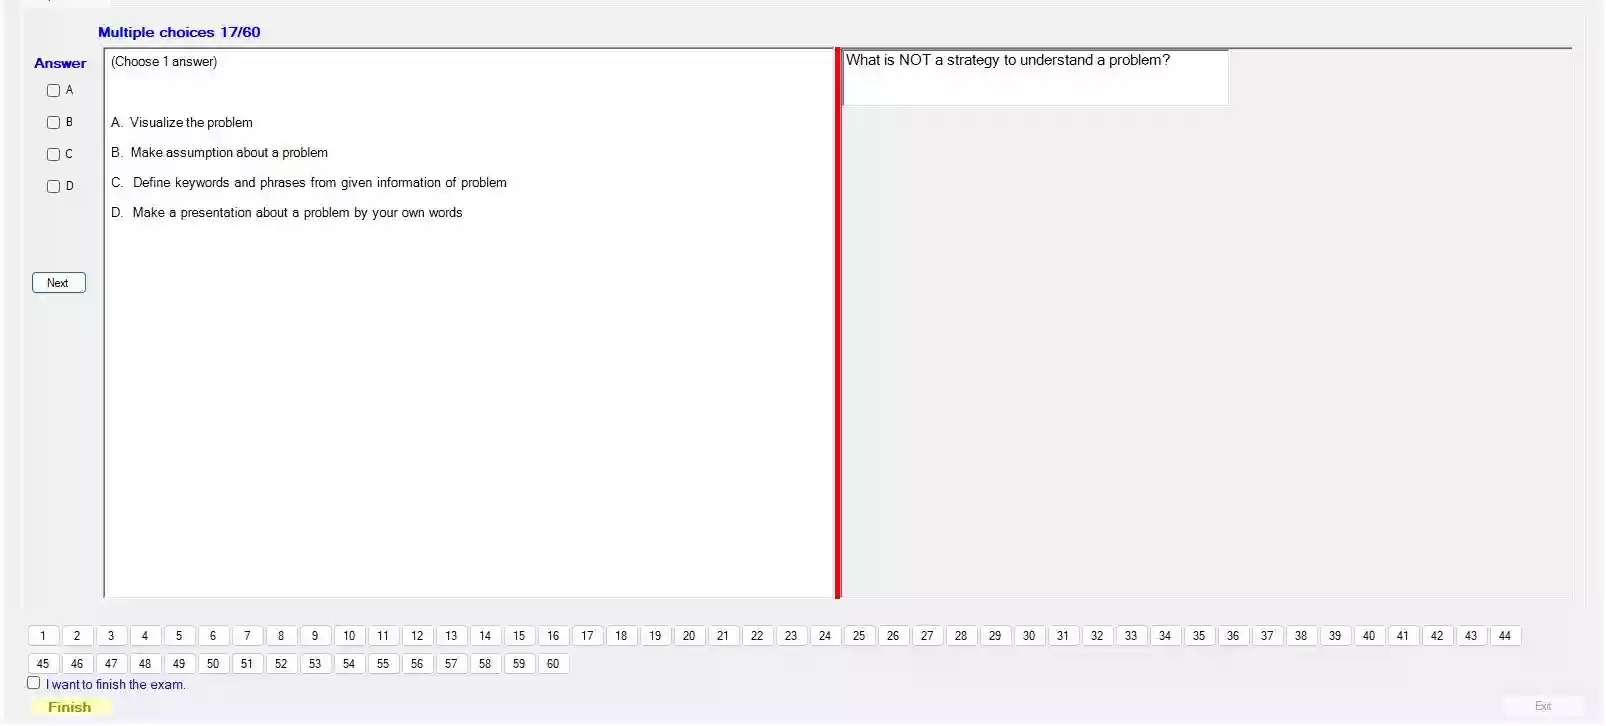 Multiple choices 17/60
Answer
A
B
C
D
Next
(Choose 1 answer)
A. Visualize the problem
B. Make assumption about a problem
C. Define keywords and phrases from given information of problem
D. Make a presentation about a problem by your own words
What is NOT a strategy to understand a problem?
1 2 3 4 5 6 7 8 9 10 11 12 13 14 15 16 17 18 19 20 21 22 23 24 25 26 27 28 29 30 31 32 33 34 35 36 37 38 39 40 41 42 43 44
45 46 47 48 49 50 51 52 53 54 55 56 57 58 59 60
I want to finish the exam.
Finish
Exit